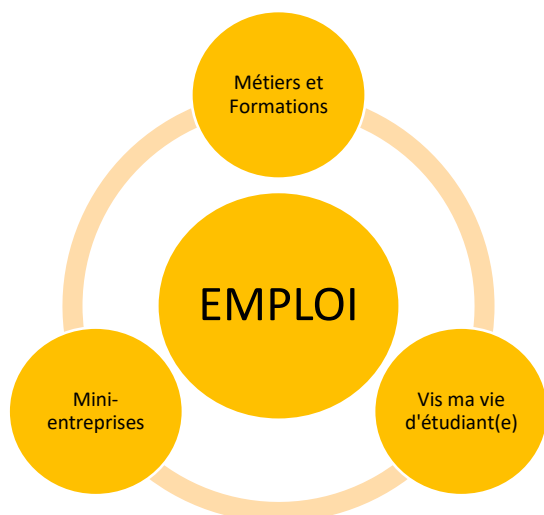 Métiers et
Formations
EMPLOI
Mini-
entreprises
Vis ma vie
d'étudiant(e)